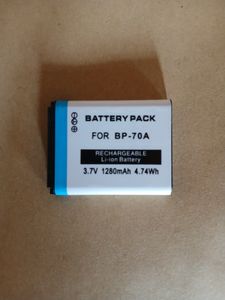 BATTERY PACK
FOR BP-70A
RECHARGEABLE
Li-ion Battery
3.7V 1280mAh 4.74Wh